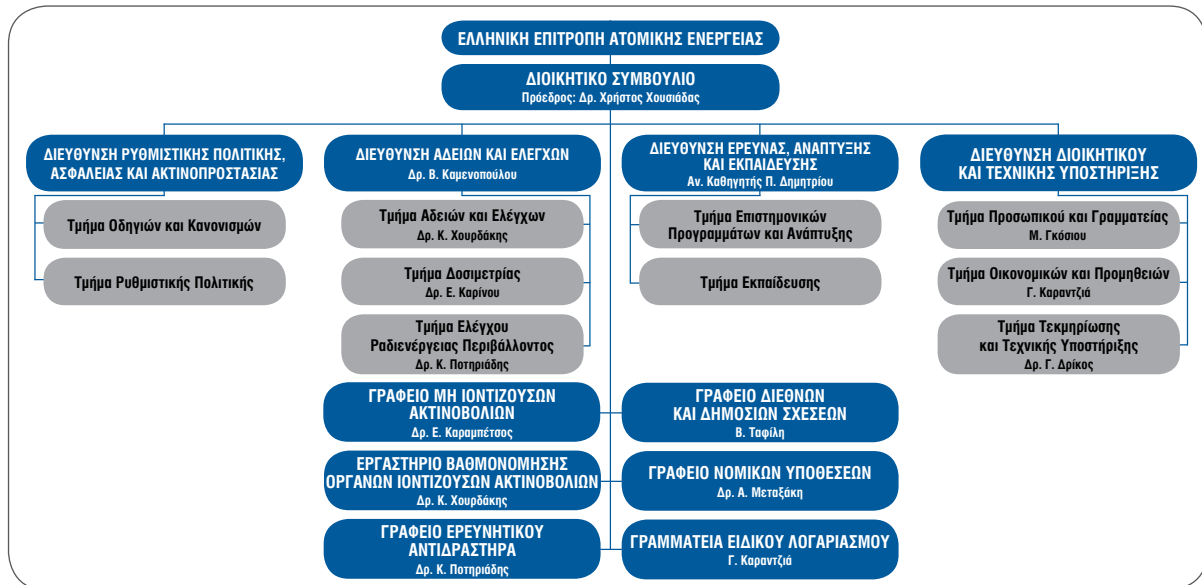 ΕΛΛΗΝΙΚΗ ΕΠΙΤΡΟΠΗ ΑΤΟΜΙΚΗΣ ΕΝΕΡΓΕΙΑΣ
ΔΙΟΙΚΗΤΙΚΟ ΣΥΜΒΟΥΛΙΟ
Πρόεδρος: Δρ. Χρήστος Χουσιάδας
ΔΙΕΥΘΥΝΣΗ ΡΥΘΜΙΣΤΙΚΗΣ ΠΟΛΙΤΙΚΗΣ,
ΑΣΦΑΛΕΙΑΣ ΚΑΙ ΑΚΤΙΝΟΠΡΟΣΤΑΣΙΑΣ
Τμήμα Οδηγιών και Κανονισμών
Τμήμα Ρυθμιστικής Πολιτικής
ΔΙΕΥΘΥΝΣΗ ΑΔΕΙΩΝ ΚΑΙ ΕΛΕΓΧΩΝ
Δρ. Β. Καμενοπούλου
Τμήμα Αδειών και Ελέγχων
Δρ. Κ. Χουρδάκης
Τμήμα Δοσιμετρίας
Δρ. Ε. Καρίνου
Τμήμα Ελέγχου
Ραδιενέργειας Περιβάλλοντος
Δρ. Κ. Ποτηριάδης
ΔΙΕΥΘΥΝΣΗ ΕΡΕΥΝΑΣ, ΑΝΑΠΤΥΞΗΣ
ΚΑΙ ΕΚΠΑΙΔΕΥΣΗΣ
Αν. Καθηγητής Π. Δημητρίου
Τμήμα Επιστημονικών
Προγραμμάτων και Ανάπτυξης
Τμήμα Εκπαίδευσης
ΔΙΕΥΘΥΝΣΗ ΔΙΟΙΚΗΤΙΚΟΥ
ΚΑΙ ΤΕΧΝΙΚΗΣ ΥΠΟΣΤΗΡΙΞΗΣ
Τμήμα Προσωπικού και Γραμματείας
Μ. Γκόσιου
Τμήμα Οικονομικών και Προμηθειών
Γ. Καραντζιά
Τμήμα Τεκμηρίωσης
και Τεχνικής Υποστήριξης
Δρ. Γ. Δρίκος
ΓΡΑΦΕΙΟ ΜΗ ΙΟΝΤΙΖΟΥΣΩΝ
ΑΚΤΙΝΟΒΟΛΙΩΝ
Δρ. Ε. Καραμπέτσος
ΓΡΑΦΕΙΟ ΔΙΕΘΝΩΝ
ΚΑΙ ΔΗΜΟΣΙΩΝ ΣΧΕΣΕΩΝ
Β. Ταφίλη
ΕΡΓΑΣΤΗΡΙΟ ΒΑΘΜΟΝΟΜΗΣΗΣ
ΟΡΓΑΝΩΝ ΙΟΝΤΙΖΟΥΣΩΝ ΑΚΤΙΝΟΒΟΛΙΩΝ
Δρ. Κ. Χουρδάκης
ΓΡΑΦΕΙΟ ΝΟΜΙΚΩΝ ΥΠΟΘΕΣΕΩΝ
Δρ. Α. Μεταξάκη
ΓΡΑΦΕΙΟ ΕΡΕΥΝΗΤΙΚΟΥ
ΑΝΤΙΔΡΑΣΤΗΡΑ
Δρ. Κ. Ποτηριάδης
ΓΡΑΜΜΑΤΕΙΑ ΕΙΔΙΚΟΥ ΛΟΓΑΡΙΑΣΜΟΥ
Γ. Καραντζιά